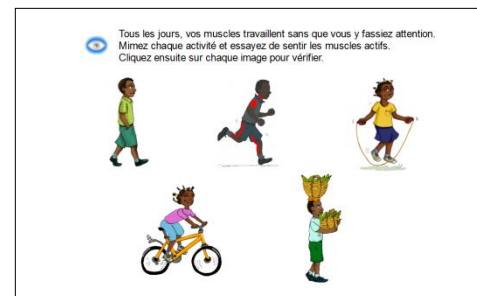 Tous les jours, vos muscles travaillent sans que vous y fassiez attention.
Mimez chaque activité et essayez de sentir les muscles actifs.
Cliquez ensuite sur chaque image pour vérifier.